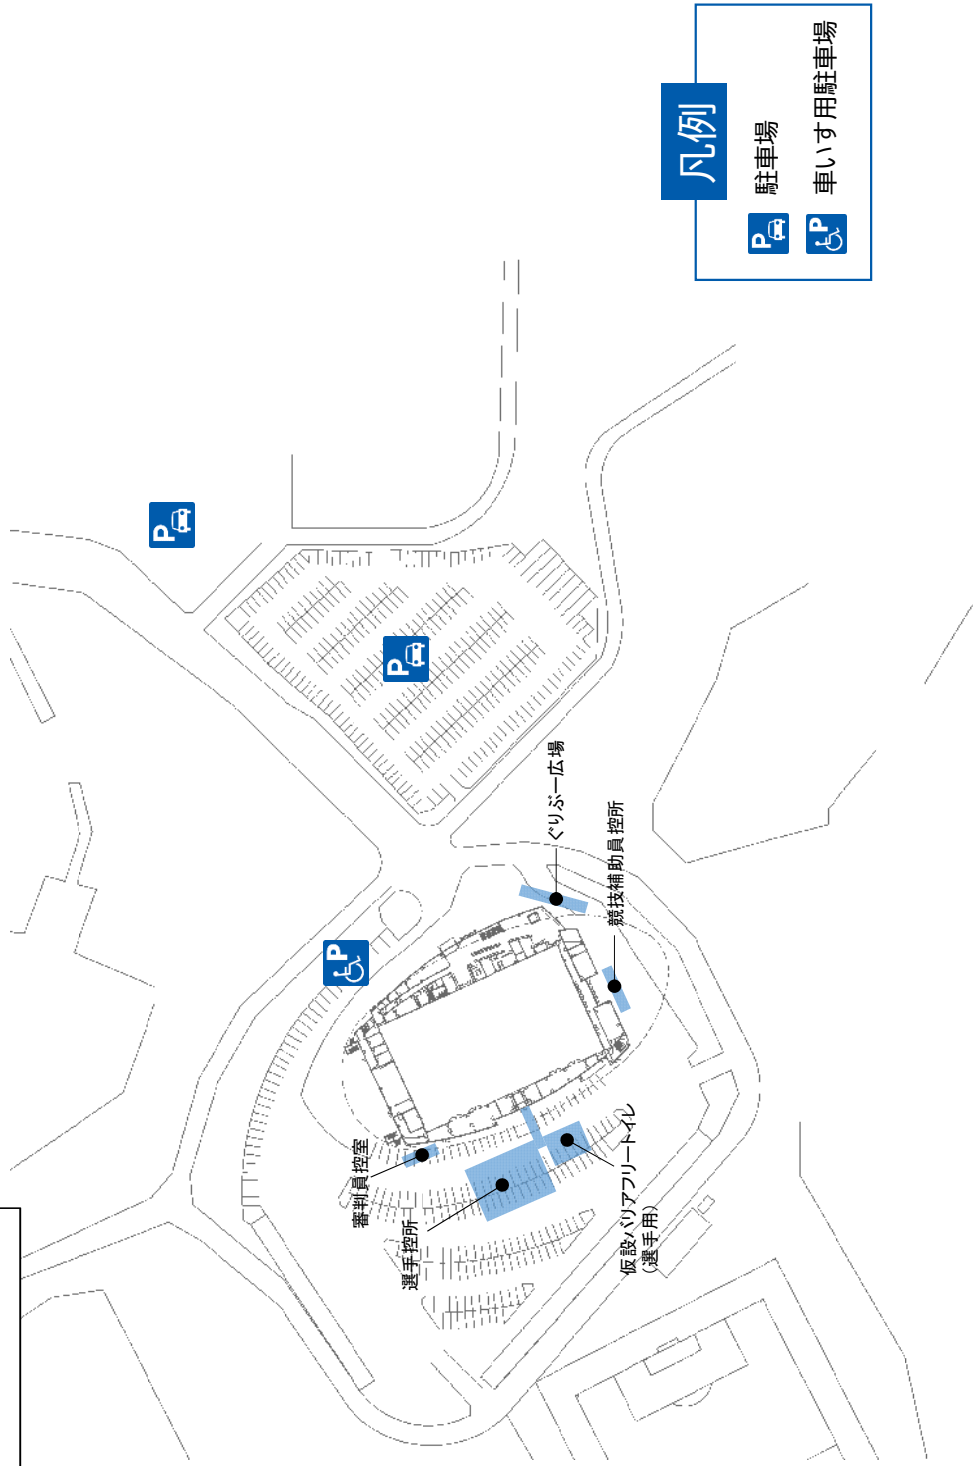 凡例
P 駐車場
P 車いす用駐車場
P
P
P
ぐりぶー広場
競技補助員控所
審判員控室
選手控所
仮設バリアフリートイレ
(選手用)